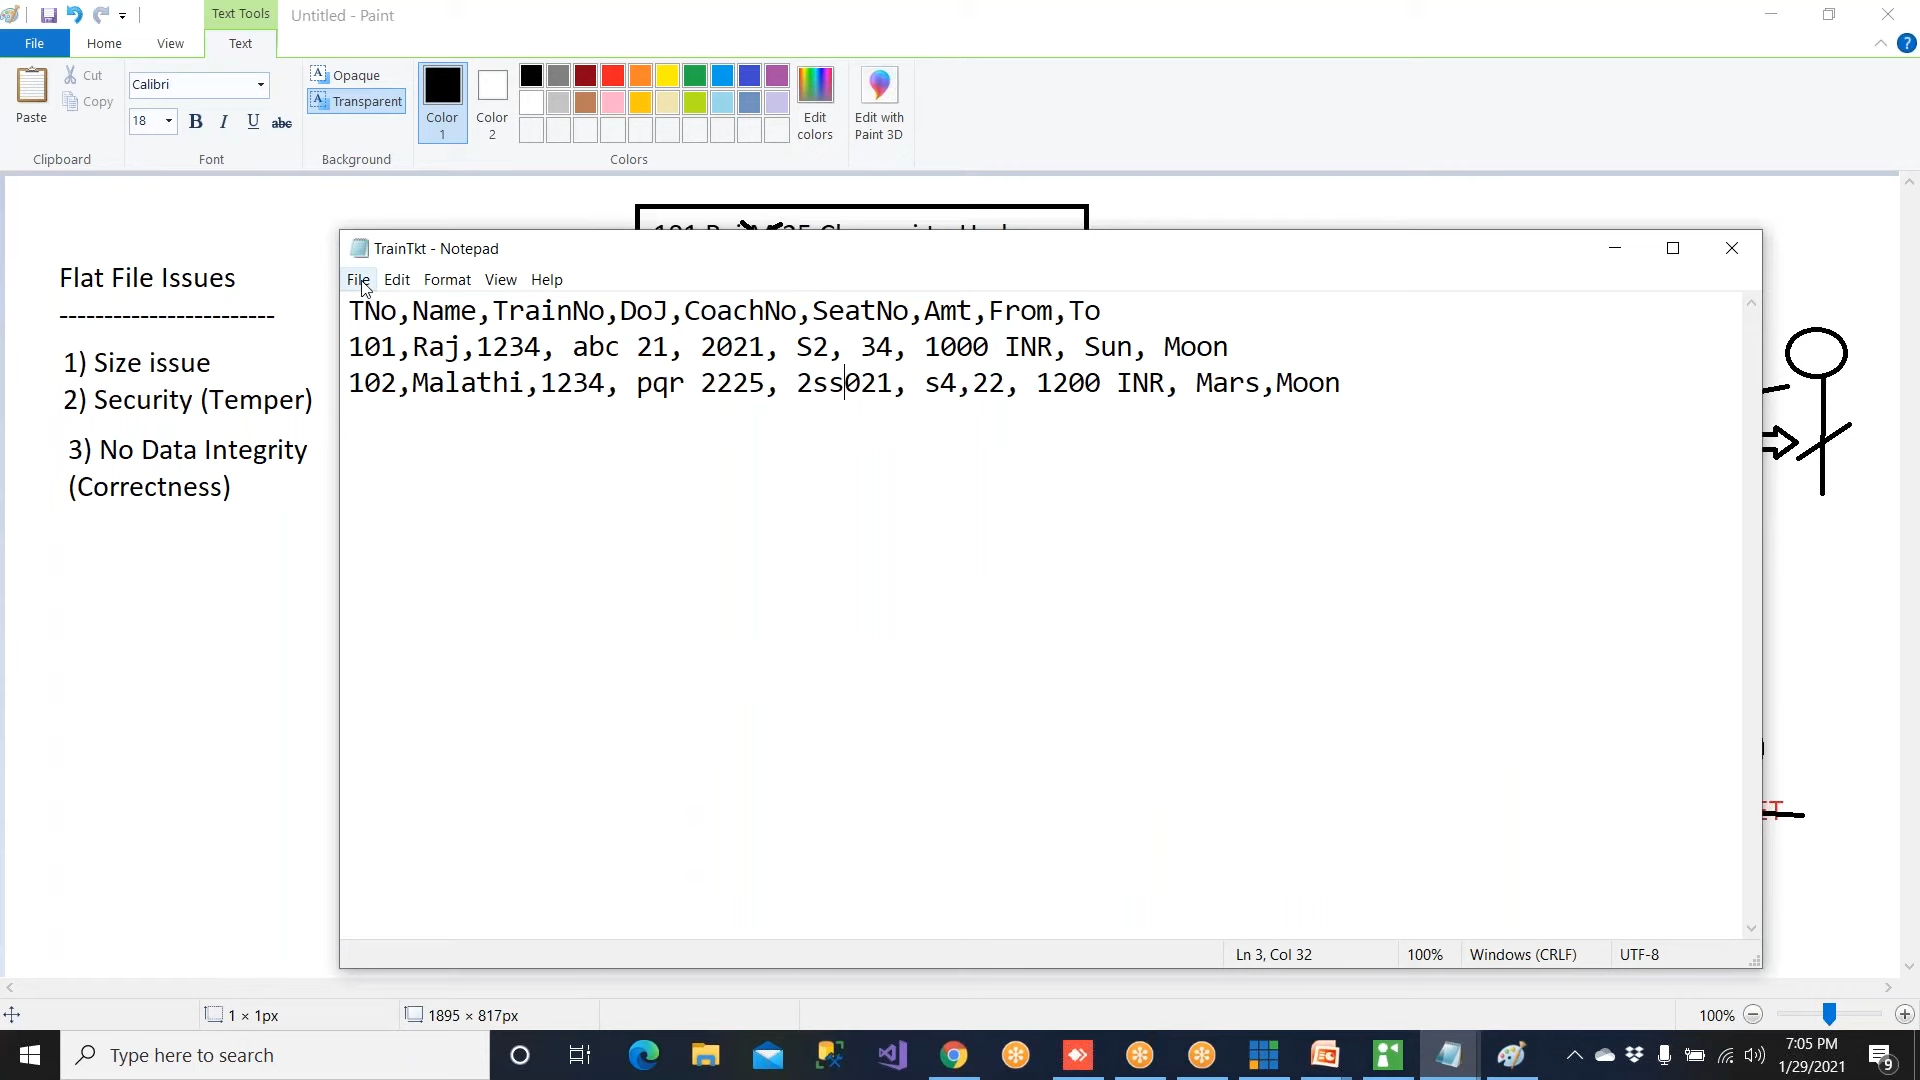 Text Tools
Untitled - Paint
File
Home
View
Text
Paste
Cut
Copy
Calibri
18
B
I
U
abc
Opaque
Transparent
Color
1
Color
2
Edit
colors
Edit with
Paint 3D
Clipboard
Font
Background
Colors
Flat File Issues
------------------------
1) Size issue
2) Security (Temper)
3) No Data Integrity
(Correctness)
TrainTkt - Notepad
File
Edit
Format
View
Help
TNo,Name,TrainNo,DoJ,CoachNo,SeatNo,Amt,From,To
101,Raj,1234, abc 21, 2021, S2, 34, 1000 INR, Sun, Moon
102,Malathi,1234, pqr 2225, 2ss021, s4,22, 1200 INR, Mars,Moon
Ln 3, Col 32
100%
Windows (CRLF)
UTF-8
1 × 1px
1895 × 817px
100%
Type here to search
7:05 PM
1/29/2021
9